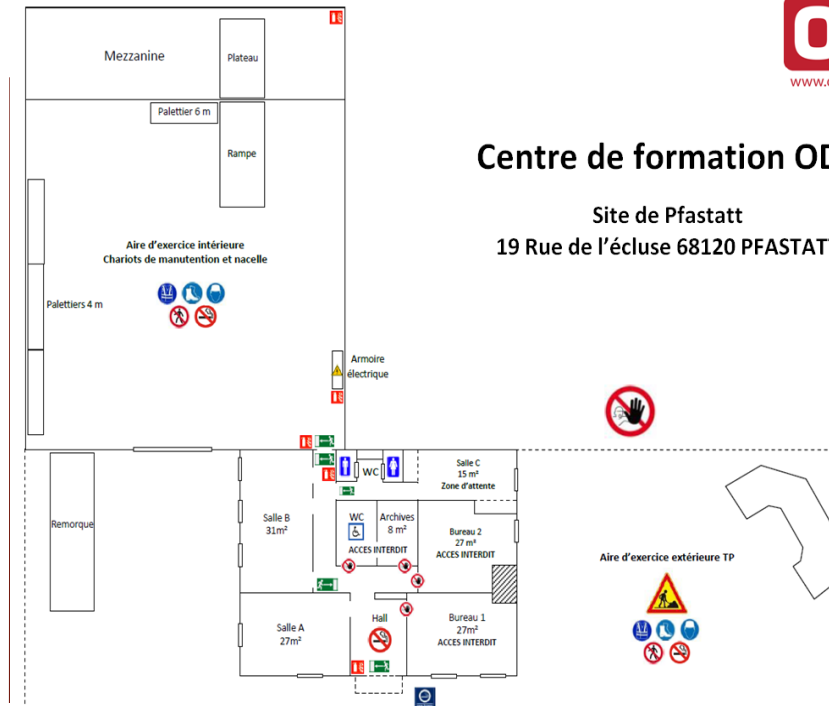 Mezzanine
Plateau
Palettier 6 m
Rampe
www.
Centre de formation
Site de Pfastatt
19 Rue de l'écluse 68120 PFASTATT
Aire d'exercice intérieure
Chariots de manutention et nacelle
Palettiers 4 m
Armoire
électrique
Remorque
WC
Salle C
15 m²
Zone d'attente
Salle B
31m²
WC
Archives
8 m²
ACCES INTERDIT
Bureau 2
27 m²
ACCES INTERDIT
Aire d'exercice extérieure TP
Salle A
27m²
Hall
Bureau 1
27m²
ACCES INTERDIT